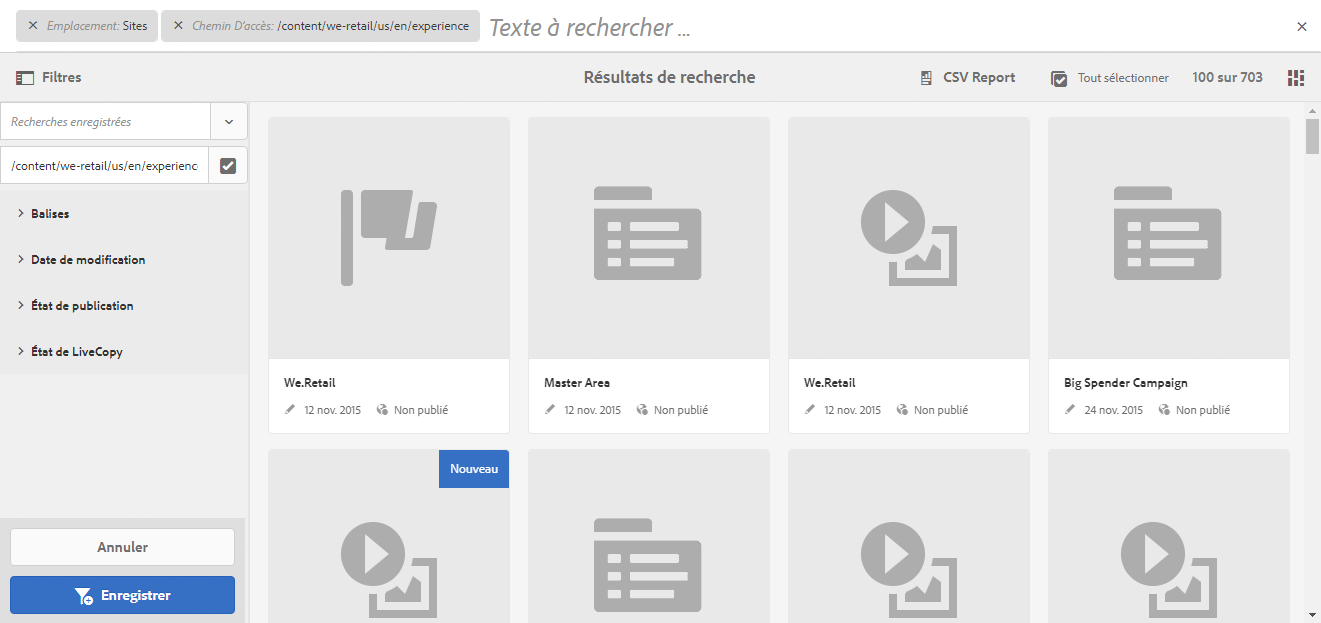 Emplacement: Sites
Chemin D'accès: /content/we-retail/us/en/experience
Texte à rechercher ...
Filtres
Résultats de recherche
CSV Report
Tout sélectionner
100 sur 703
Recherches enregistrées
/content/we-retail/us/en/experienc
Balises
Date de modification
État de publication
État de LiveCopy
Annuler
Enregistrer
We.Retail
12 nov. 2015
Non publié
Master Area
12 nov. 2015
Non publié
We.Retail
12 nov. 2015
Non publié
Big Spender Campaign
24 nov. 2015
Non publié
Nouveau